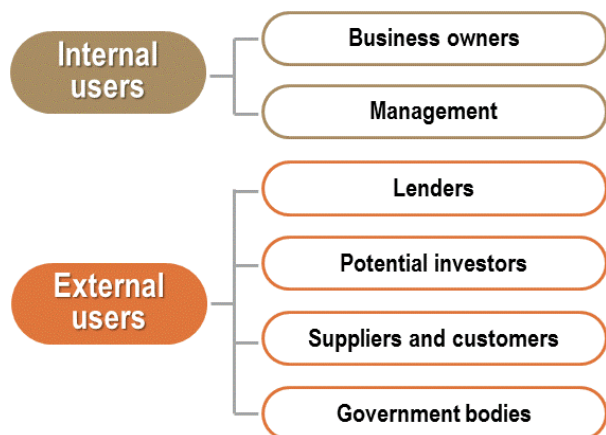 Internal
users
Business owners
Management
External
users
Lenders
Potential investors
Suppliers and customers
Government bodies